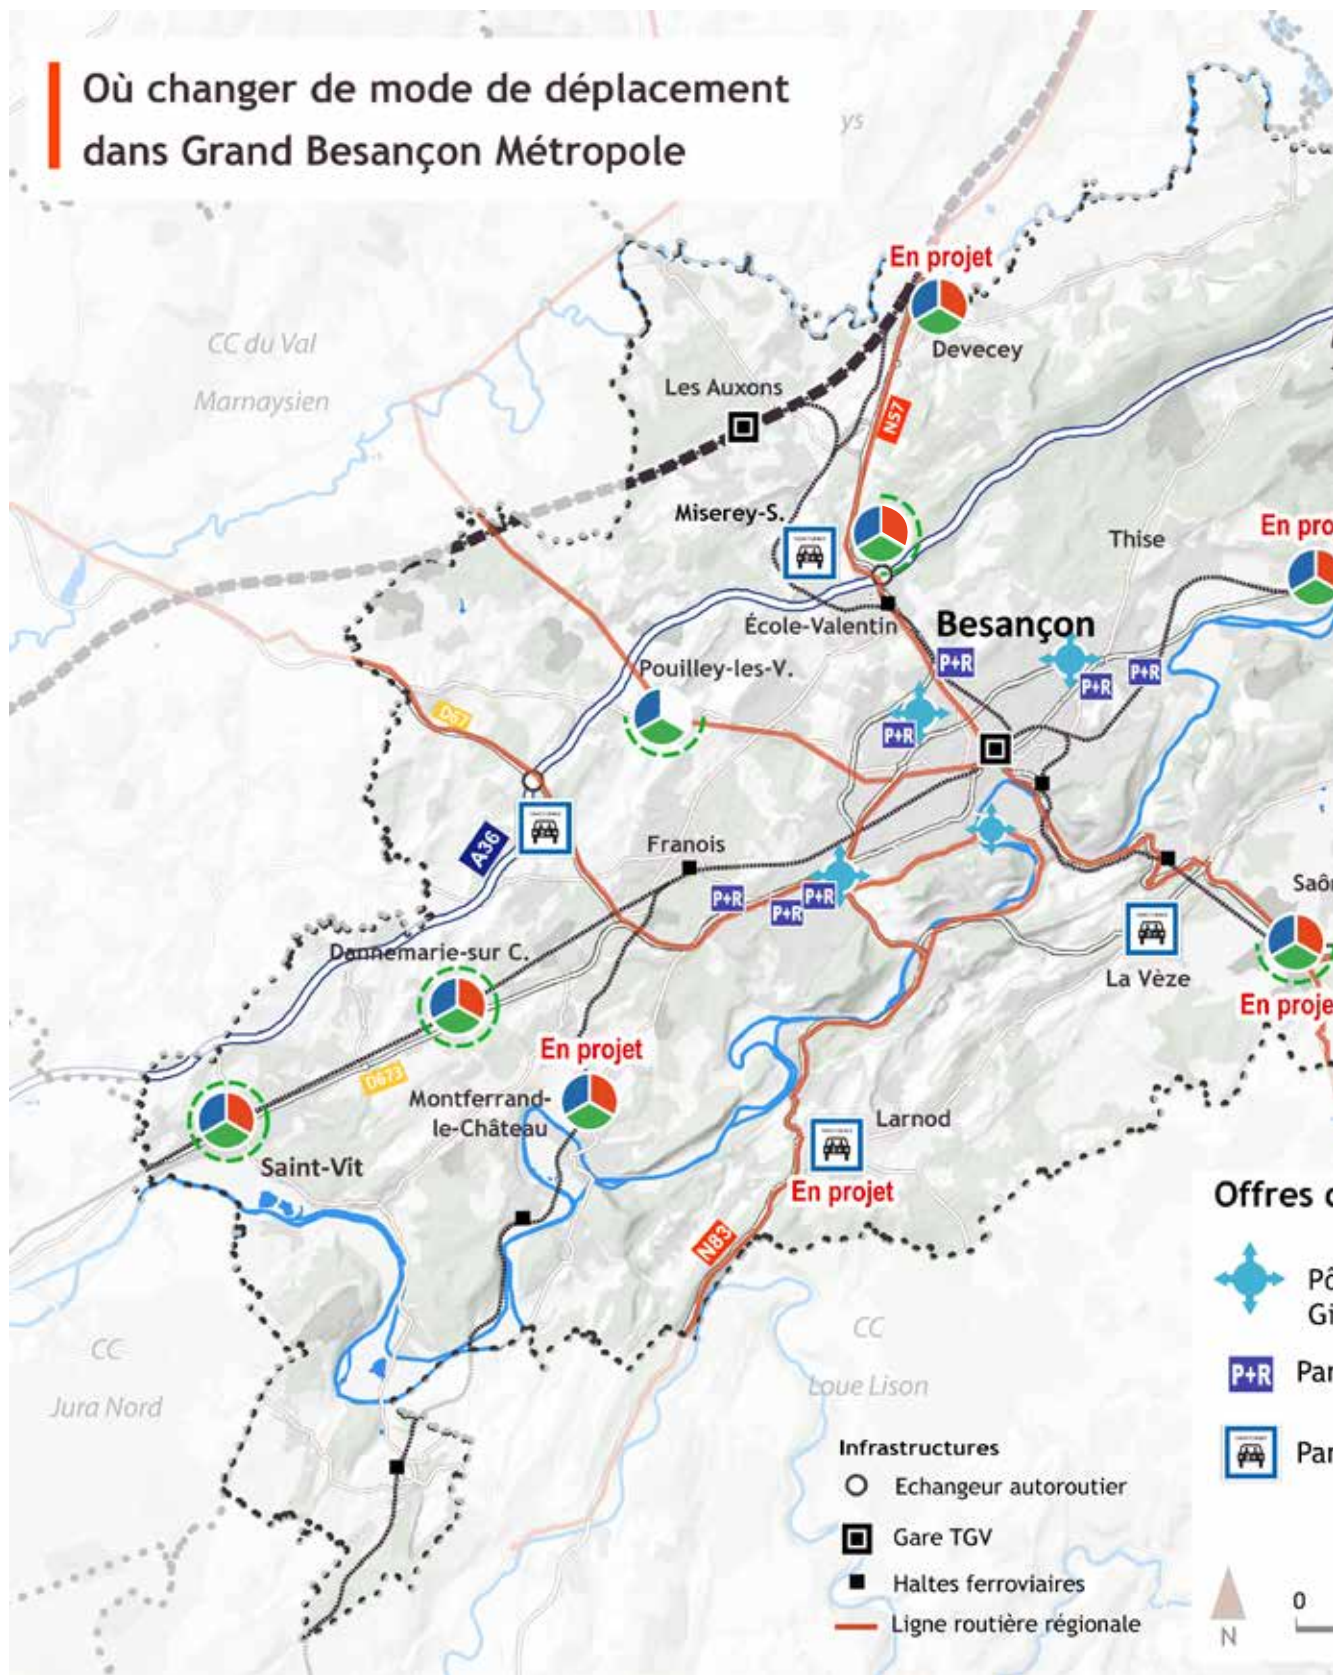 Où changer de mode de déplacement
dans Grand Besançon Métropole
ys
En projet
CC du Val
Marnaysien
Devecey
Les Auxons
N57
Miserey-S.
En pro
Thise
École-Valentin
Besançon
Pouilley-les-V.
P+R
P+R
P+R
P+R
D67
A36
Franois
P+R
P+R
P+R
Saôn
Dannemarie-sur C.
La Vèze
En proje
En projet
D673
Montferrand-
le-Château
Larnod
Saint-Vit
En projet
Offres d
N83
Pô
Gi
CC
Jura Nord
CC
Loue Lison
P+R Par
Par
Infrastructures
Echangeur autoroutier
Gare TGV
Haltes ferroviaires
Ligne routière régionale
0
N